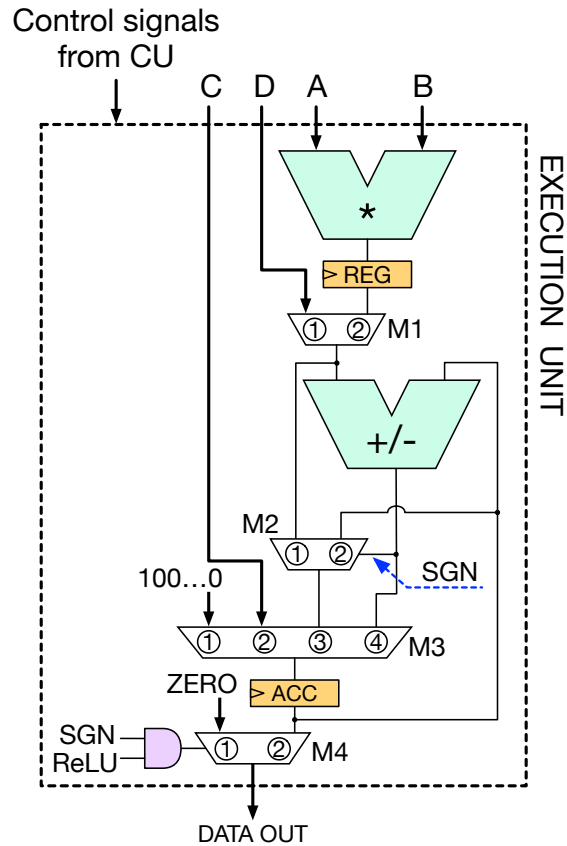 Control signals
from CU
C D A B
EXECUTION UNIT
*
> REG
① ② M1
+/-
M2
① ②
SGN
100...0
① ② ③ ④ M3
ZERO
> ACC
SGN
ReLU
① ② M4
DATA OUT